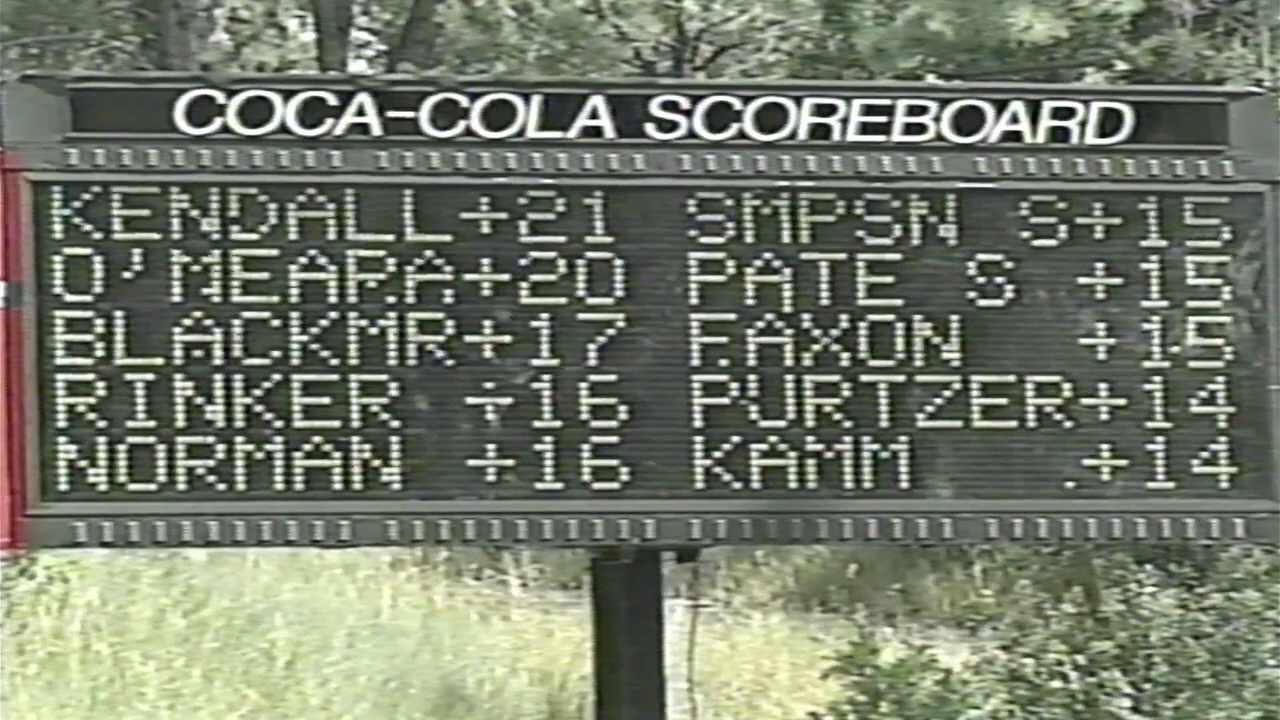 COCA-COLA SCOREBOARD
KENDALL+21 SMPSN S+15
O'MEARA+20 PATE S +15
BLACKMR+17 FAXON +15
RINKER +16 PURTZER+14
NORMAN +16 KAMM +14